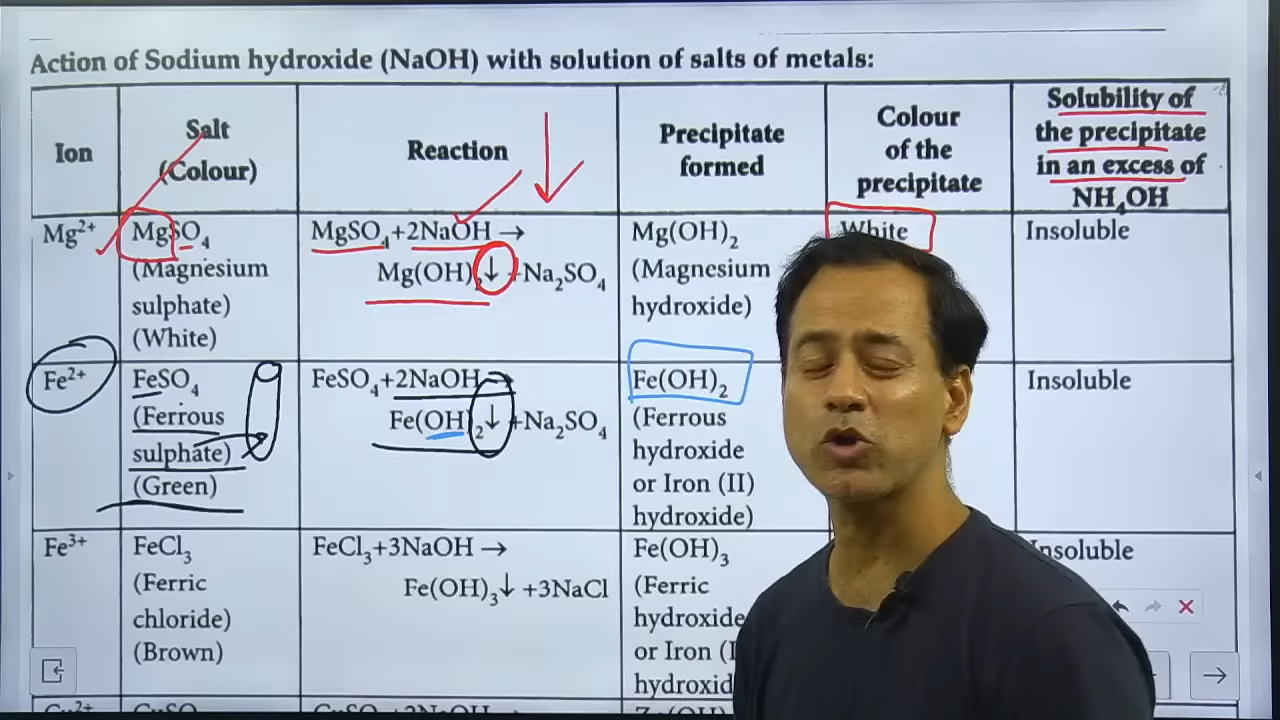 Action of Sodium hydroxide (NaOH) with solution of salts of metals:
Ion
Salt
(Colour)
Reaction
Precipitate
formed
Colour
of the
precipitate
Solubility of
the precipitate
in an excess of
NH₄OH
Mg²⁺
MgSO₄
(Magnesium
sulphate)
(White)
MgSO₄+2NaOH →
Mg(OH)₂↓ +Na₂SO₄
Mg(OH)₂
(Magnesium
hydroxide)
White
Insoluble
Fe²⁺
FeSO₄
(Ferrous
sulphate)
(Green)
FeSO₄+2NaOH →
Fe(OH)₂↓ +Na₂SO₄
Fe(OH)₂
(Ferrous
hydroxide
or Iron (II)
hydroxide)
Insoluble
Fe³⁺
FeCl₃
(Ferric
chloride)
(Brown)
FeCl₃+3NaOH →
Fe(OH)₃↓ +3NaCl
Fe(OH)₃
(Ferric
hydroxide
or Iron (I
hydroxid
Insoluble